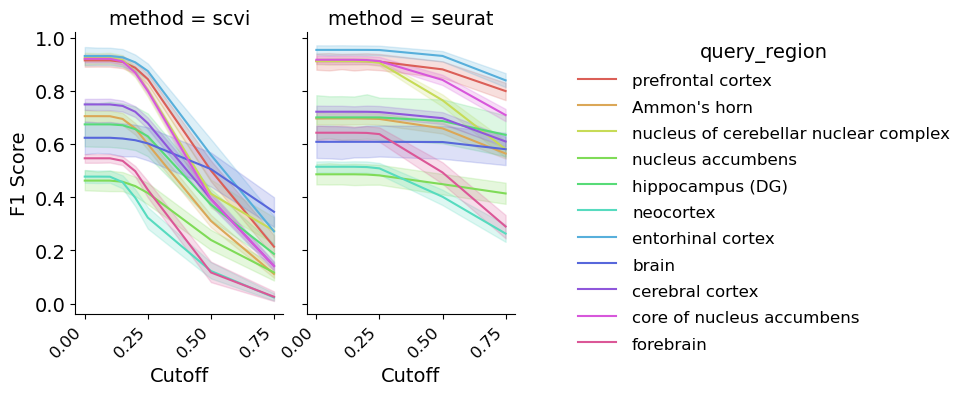 method = scvi
method = seurat
F1 Score
1.0
0.8
0.6
0.4
0.2
0.0
0.00
0.25
0.50
0.75
Cutoff
0.00
0.25
0.50
0.75
Cutoff
query_region
prefrontal cortex
Ammon's horn
nucleus of cerebellar nuclear complex
nucleus accumbens
hippocampus (DG)
neocortex
entorhinal cortex
brain
cerebral cortex
core of nucleus accumbens
forebrain